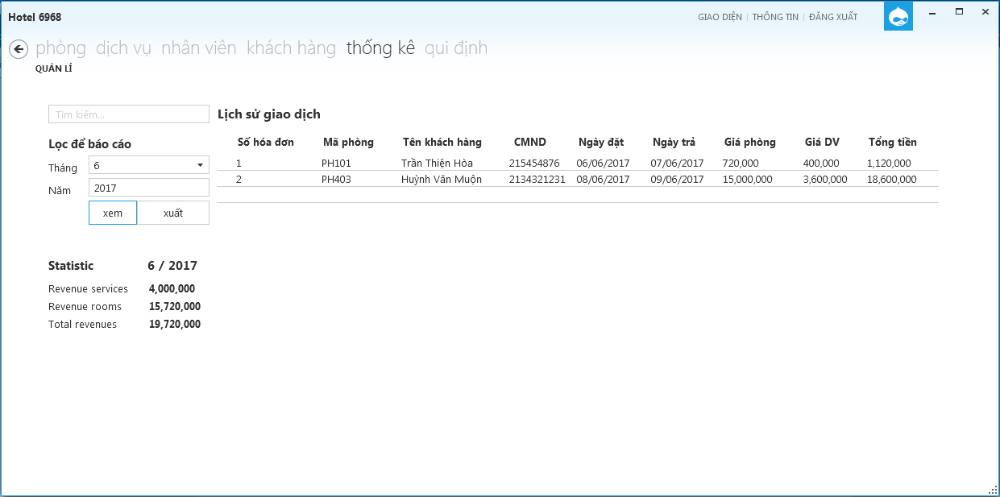 Hotel 6968
GIAO DIỆN | THÔNG TIN | ĐĂNG XUẤT
phòng dịch vụ nhân viên khách hàng thống kê qui định
QUẢN LÍ
Tìm kiếm...
Lọc để báo cáo
Tháng 6
Năm 2017
xem xuất
Statistic 6 / 2017
Revenue services 4,000,000
Revenue rooms 15,720,000
Total revenues 19,720,000
Lịch sử giao dịch
Số hóa đơn Mã phòng Tên khách hàng CMND Ngày đặt Ngày trả Giá phòng Giá DV Tổng tiền
1 PH101 Trần Thiện Hòa 215454876 06/06/2017 07/06/2017 720,000 400,000 1,120,000
2 PH403 Huỳnh Văn Muộn 2134321231 08/06/2017 09/06/2017 15,000,000 3,600,000 18,600,000